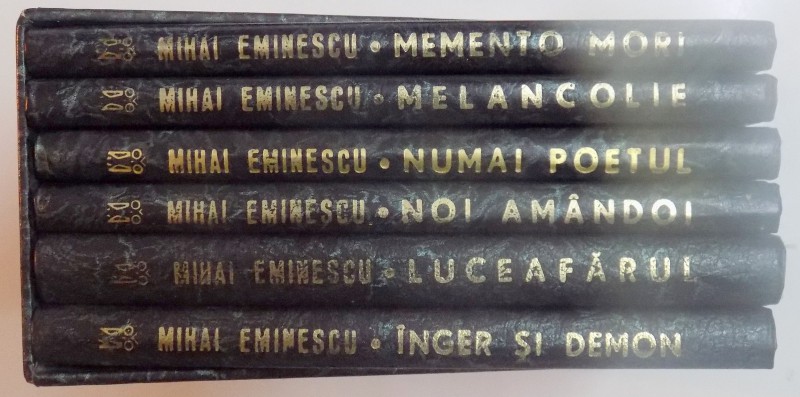 MIHAI EMINESCU • MEMENTO MORI
MIHAI EMINESCU • MELANCOLIE
MIHAI EMINESCU • NUMAI POETUL
MIHAI EMINESCU • NOI AMÂNDOI
MIHAI EMINESCU • LUCEAFĂRUL
MIHAI EMINESCU • ÎNGER ȘI DEMON